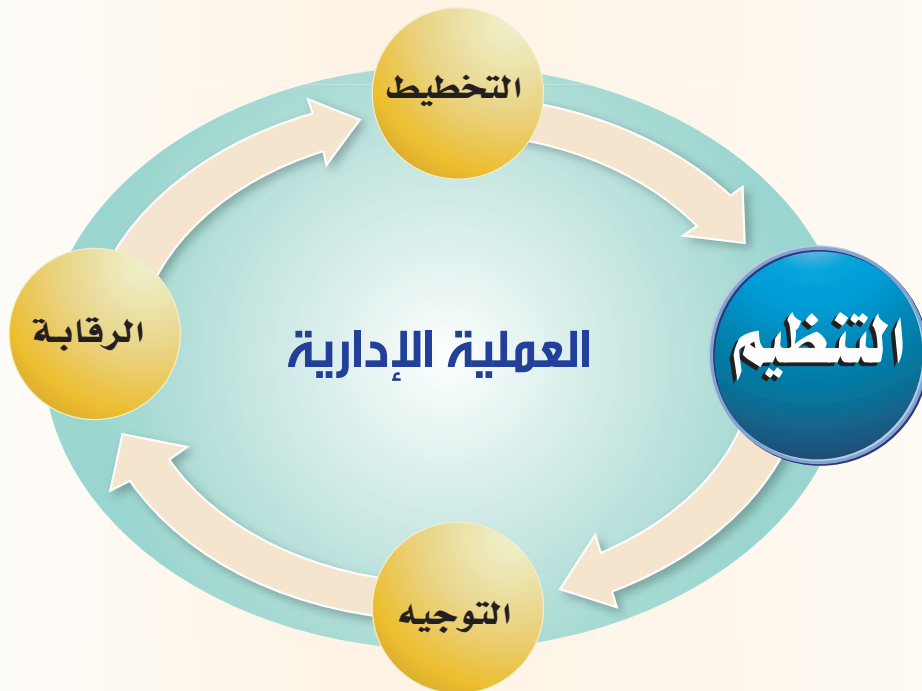 التخطيط
التنظيم
العملية الإدارية
الرقابة
التوجيه